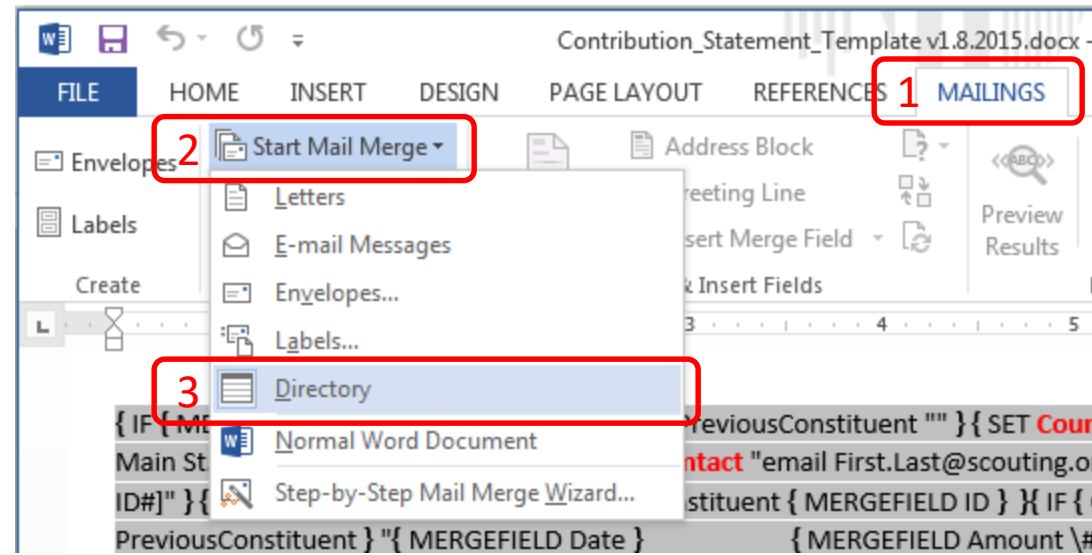 Contribution_Statement_Template v1.8.2015.docx -
FILE HOME INSERT DESIGN PAGE LAYOUT REFERENCES 1 MAILINGS
2 Start Mail Merge
Envelopes
Labels
Create
Letters
E-mail Messages
Envelopes...
Labels...
3 Directory
Normal Word Document
Step-by-Step Mail Merge Wizard...
Address Block
reeting Line
sert Merge Field
& Insert Fields
«ABC»
Preview
Results
L 3 4 5
{ IF { ME PreviousConstituent "" } { SET Coun
Main St. ntact "email First.Last@scouting.o
ID#]" } { stituent { MERGEFIELD ID } }{ IF {
PreviousConstituent } "{ MERGEFIELD Date } { MERGEFIELD Amount \#